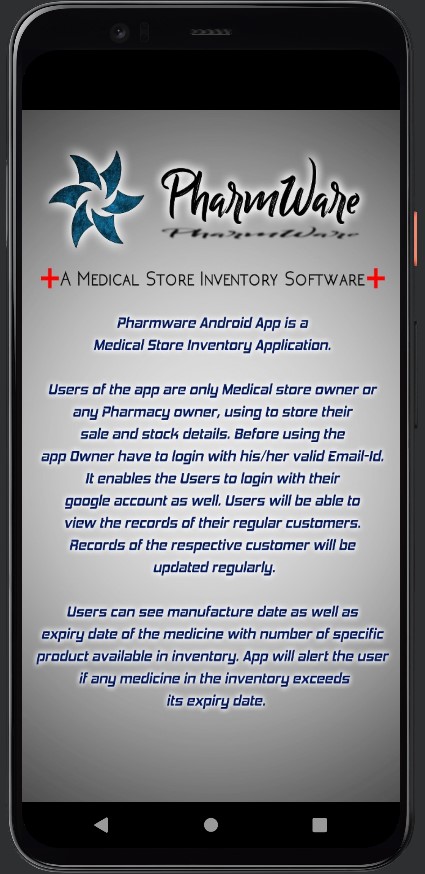 PharmWare
A Medical Store Inventory Software
Pharmware Android App is a
Medical Store Inventory Application.
Users of the app are only Medical store owner or
any Pharmacy owner, using to store their
sale and stock details. Before using the
app Owner have to login with his/her valid Email-Id.
It enables the Users to login with their
google account as well. Users will be able to
view the records of their regular customers.
Records of the respective customer will be
updated regularly.
Users can see manufacture date as well as
expiry date of the medicine with number of specific
product available in inventory. App will alert the user
if any medicine in the inventory exceeds
its expiry date.